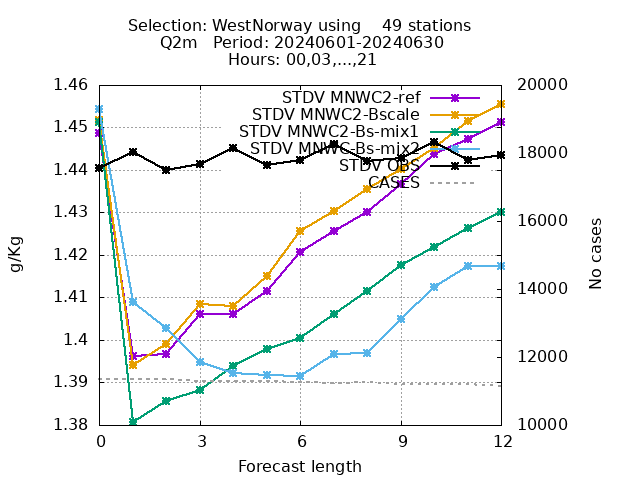 Selection: WestNorway using    49 stations
Q2m   Period: 20240601-20240630
Hours: 00,03,...,21
STDV MNWC2-ref
STDV MNWC2-Bscale
STDV MNWC2-Bs-mix1
STDV MNWC-Bs-mix2
STDV OBS
CASES
1.46
1.45
1.44
1.43
1.42
1.41
1.4
1.39
1.38
g/Kg
20000
18000
16000
14000
12000
10000
No cases
0 3 6 9 12
Forecast length